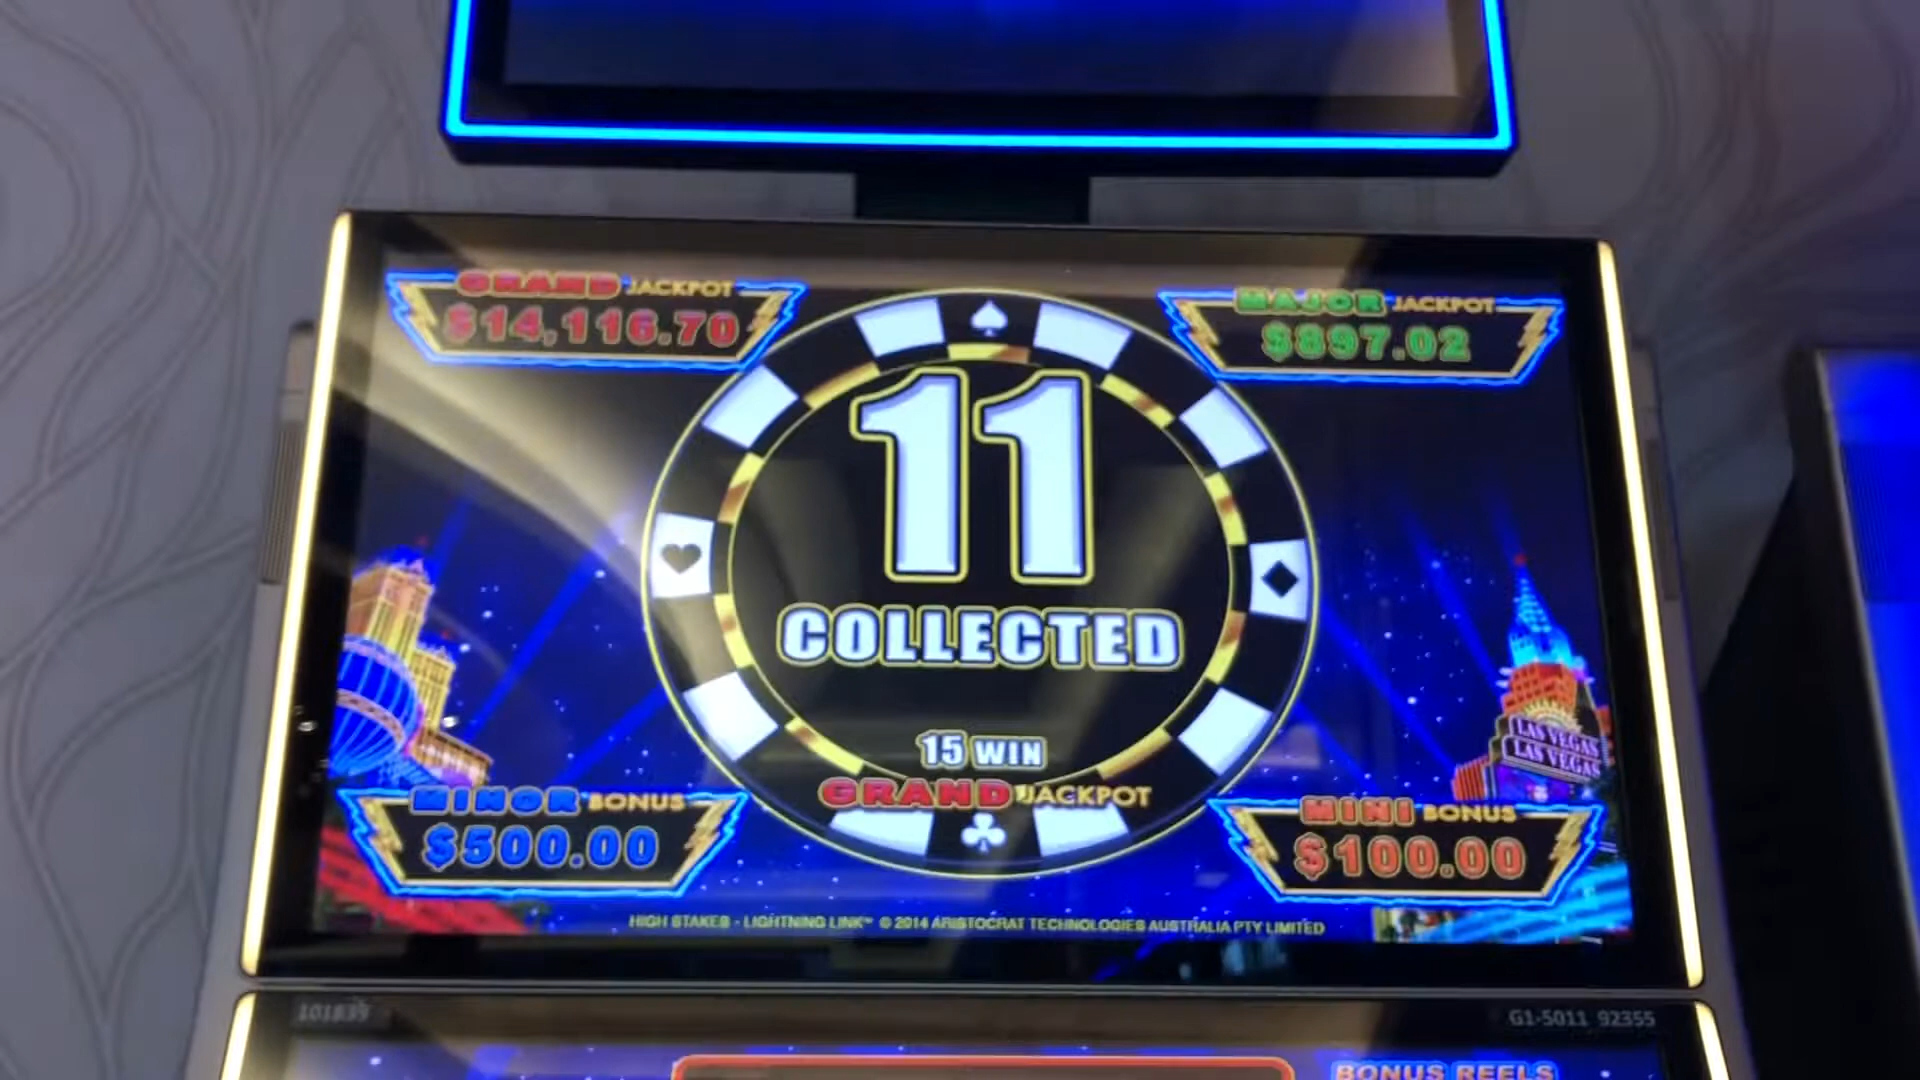 GRAND JACKPOT
$14,116.70
MAJOR JACKPOT
$897.02
11
COLLECTED
15 WIN
GRAND JACKPOT
LAS VEGAS
LAS VEGAS
MINOR BONUS
$500.00
MINI BONUS
$100.00
HIGH STAKES - LIGHTNING LINK™ © 2014 ARISTOCRAT TECHNOLOGIES AUSTRALIA PTY LIMITED
101839
G1-5011 92355
BONUS REELS